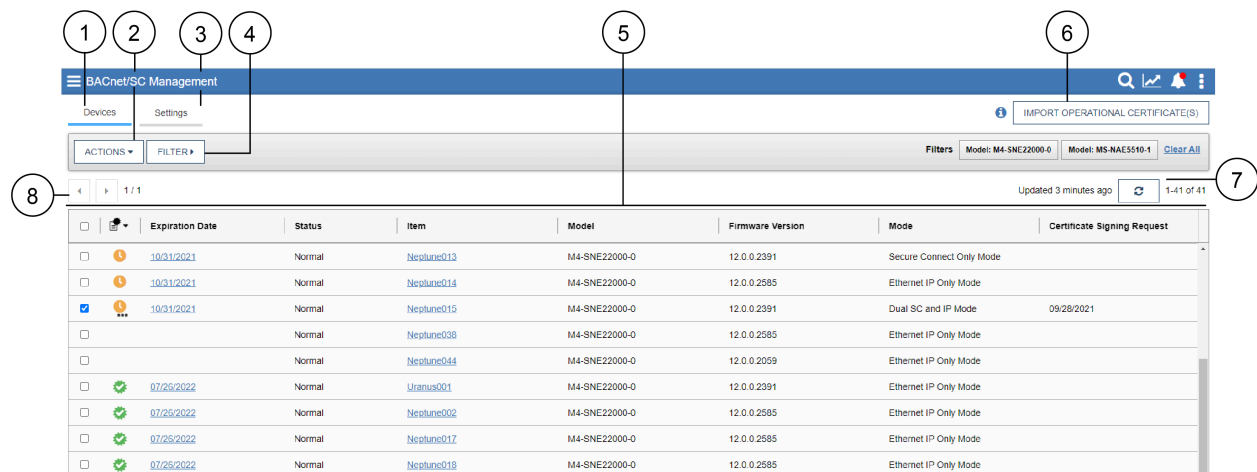 1 2 3 4 5 6
BACnet/SC Management
Devices Settings IMPORT OPERATIONAL CERTIFICATE(S)
ACTIONS FILTER Filters Model: M4-SNE22000-0 Model: MS-NAE5510-1 Clear All
8 1 / 1 Updated 3 minutes ago 1-41 of 41 7
Expiration Date Status Item Model Firmware Version Mode Certificate Signing Request
10/31/2021 Normal Neptune013 M4-SNE22000-0 12.0.0.2391 Secure Connect Only Mode
10/31/2021 Normal Neptune014 M4-SNE22000-0 12.0.0.2585 Ethernet IP Only Mode
10/31/2021 Normal Neptune015 M4-SNE22000-0 12.0.0.2391 Dual SC and IP Mode 09/28/2021
Normal Neptune038 M4-SNE22000-0 12.0.0.2585 Ethernet IP Only Mode
Normal Neptune044 M4-SNE22000-0 12.0.0.2059 Ethernet IP Only Mode
07/26/2022 Normal Uranus001 M4-SNE22000-0 12.0.0.2391 Ethernet IP Only Mode
07/26/2022 Normal Neptune002 M4-SNE22000-0 12.0.0.2585 Ethernet IP Only Mode
07/26/2022 Normal Neptune017 M4-SNE22000-0 12.0.0.2585 Ethernet IP Only Mode
07/26/2022 Normal Neptune018 M4-SNE22000-0 12.0.0.2585 Ethernet IP Only Mode